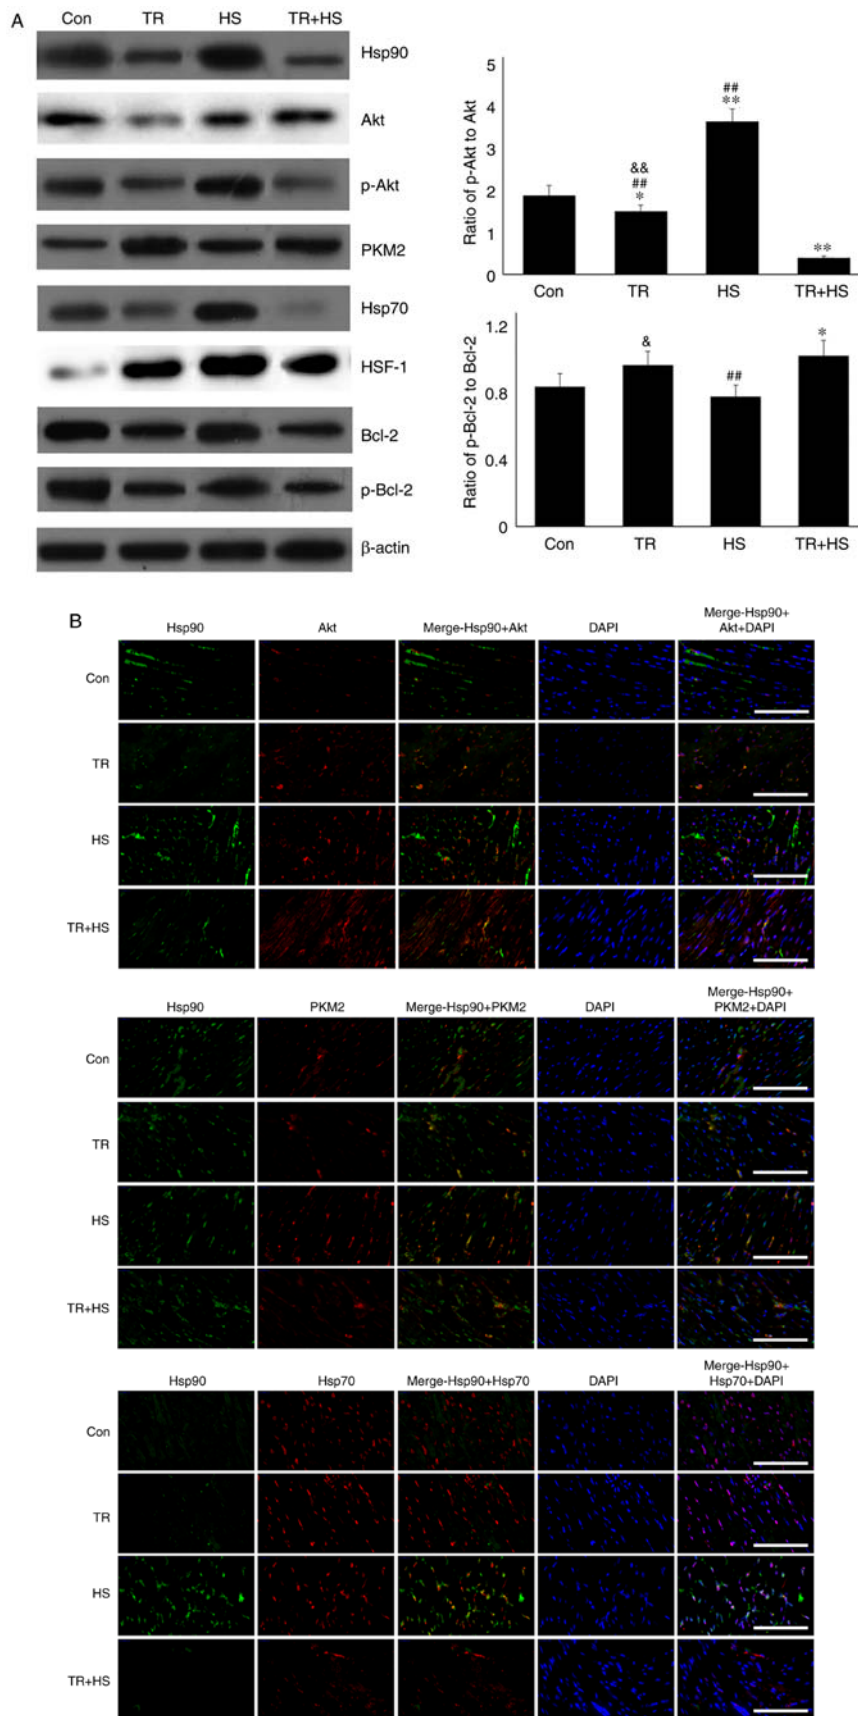 A
Con TR HS TR+HS
Hsp90
Akt
p-Akt
PKM2
Hsp70
HSF-1
Bcl-2
p-Bcl-2
β-actin
Ratio of p-Akt to Akt
5
4
3
2
1
0
&&
##
*
##
**
**
Con TR HS TR+HS
Ratio of p-Bcl-2 to Bcl-2
1.2
0.8
0.4
0
&
##
*
Con TR HS TR+HS
B
Hsp90 Akt Merge-Hsp90+Akt DAPI Merge-Hsp90+
Akt+DAPI
Con
TR
HS
TR+HS
Hsp90 PKM2 Merge-Hsp90+PKM2 DAPI Merge-Hsp90+
PKM2+DAPI
Con
TR
HS
TR+HS
Hsp90 Hsp70 Merge-Hsp90+Hsp70 DAPI Merge-Hsp90+
Hsp70+DAPI
Con
TR
HS
TR+HS